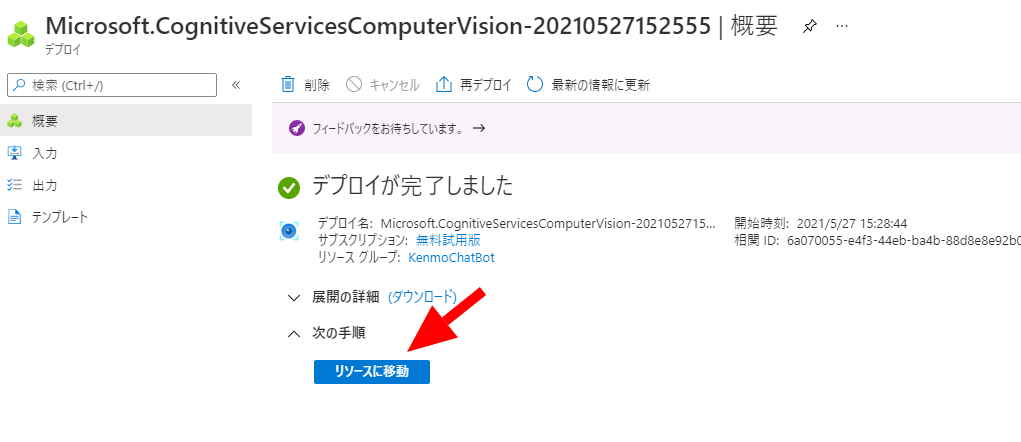 Microsoft.CognitiveServicesComputerVision-20210527152555 | 概要
デプロイ
検索 (Ctrl+/)
削除 キャンセル 再デプロイ 最新の情報に更新
概要
入力
出力
テンプレート
フィードバックをお待ちしています。 →
デプロイが完了しました
デプロイ名: Microsoft.CognitiveServicesComputerVision-2021052715... 開始時刻: 2021/5/27 15:28:44
サブスクリプション: 無料試用版 相関 ID: 6a070055-e4f3-44eb-ba4b-88d8e8e92b0
リソース グループ: KenmoChatBot
展開の詳細 (ダウンロード)
次の手順
リソースに移動